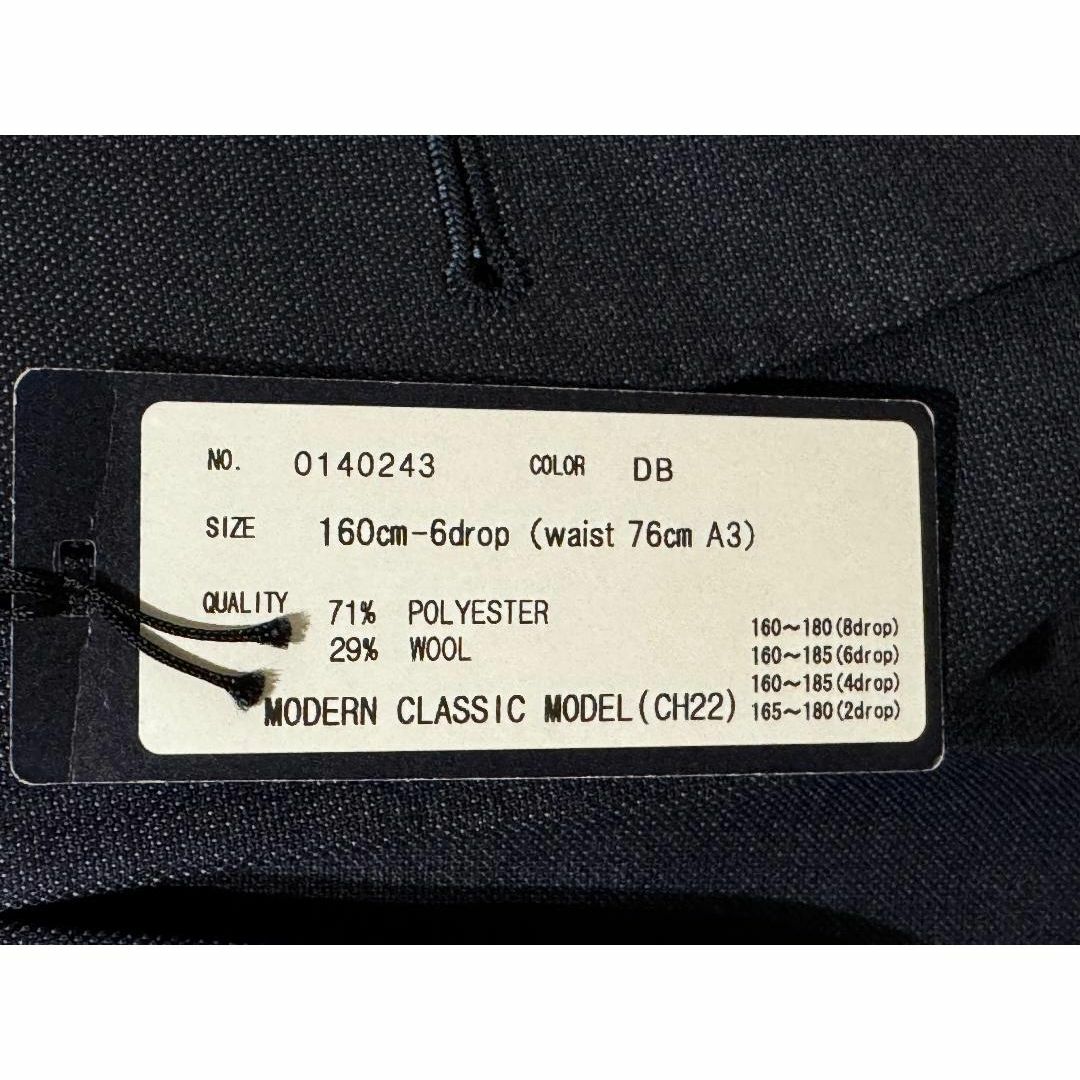 NO. 0140243 COLOR DB
SIZE 160cm-6drop (waist 76cm A3)
QUALITY 71% POLYESTER
29% WOOL
160〜180(8drop)
160〜185(6drop)
160〜185(4drop)
165〜180(2drop)
MODERN CLASSIC MODEL(CH22)